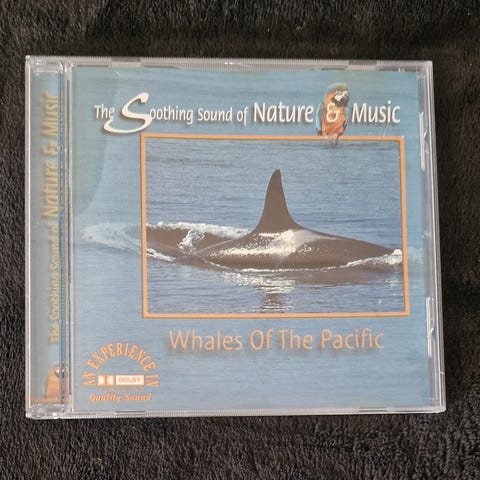 The Soothing Sound of Nature & Music
The Soothing Sound of Nature & Music
Whales Of The Pacific
AN EXPERIENCE IN
DOLBY
Quality Sound